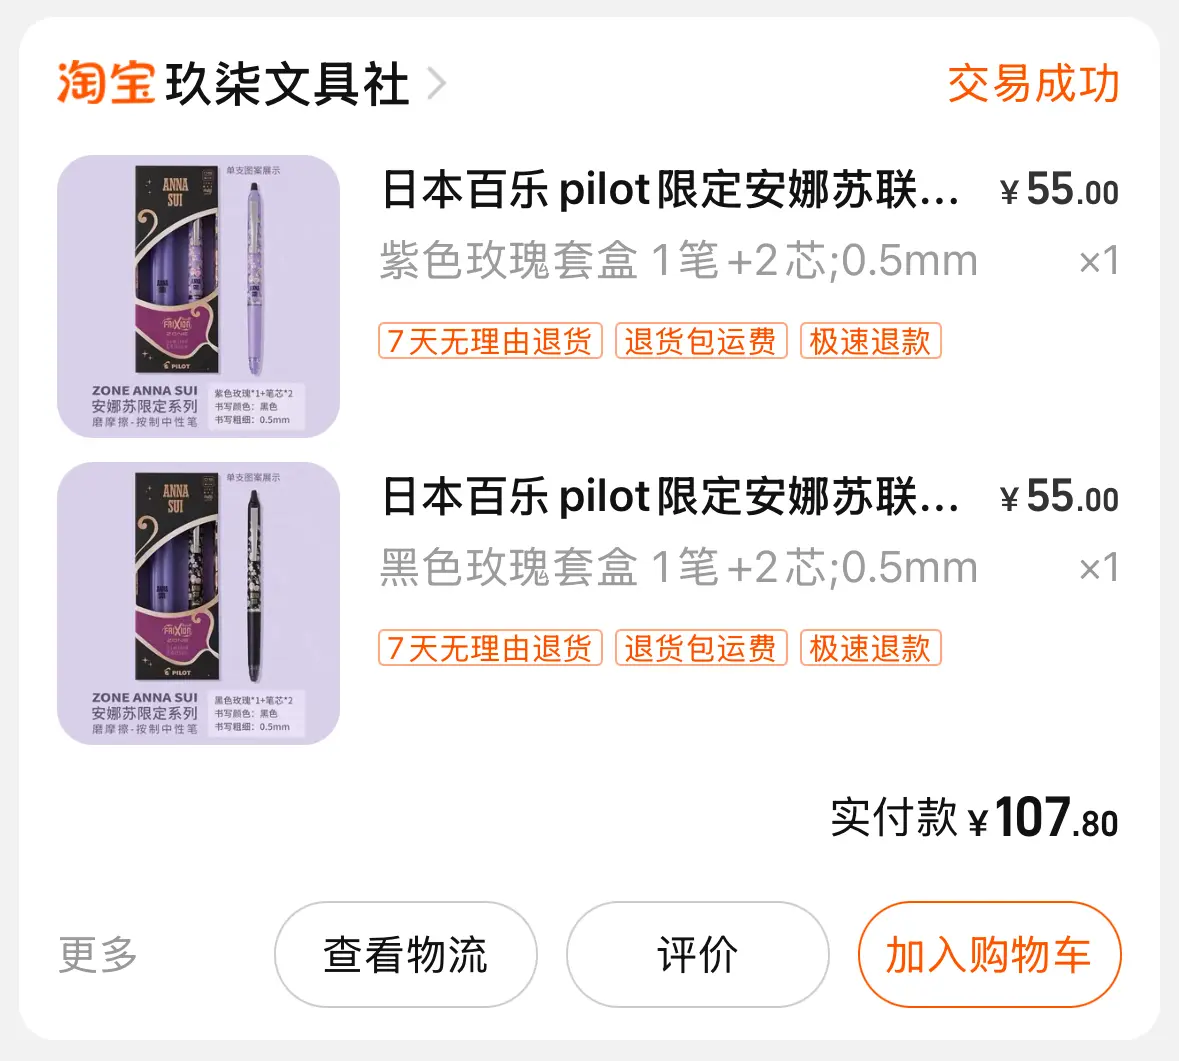 淘宝 玖柒文具社 >
交易成功
单支图案展示
ANNA
SUI
FRIXION
PILOT
ZONE ANNA SUI
安娜苏限定系列
磨摩擦-按制中性笔
紫色玫瑰*1+笔芯*2
书写颜色：黑色
书写粗细：0.5mm
日本百乐 pilot限定安娜苏联... ¥55.00
紫色玫瑰套盒 1笔+2芯;0.5mm ×1
7天无理由退货 退货包运费 极速退款
单支图案展示
ANNA
SUI
FRIXION
PILOT
ZONE ANNA SUI
安娜苏限定系列
磨摩擦-按制中性笔
黑色玫瑰*1+笔芯*2
书写颜色：黑色
书写粗细：0.5mm
日本百乐 pilot限定安娜苏联... ¥55.00
黑色玫瑰套盒 1笔+2芯;0.5mm ×1
7天无理由退货 退货包运费 极速退款
实付款 ¥107.80
更多 查看物流 评价 加入购物车